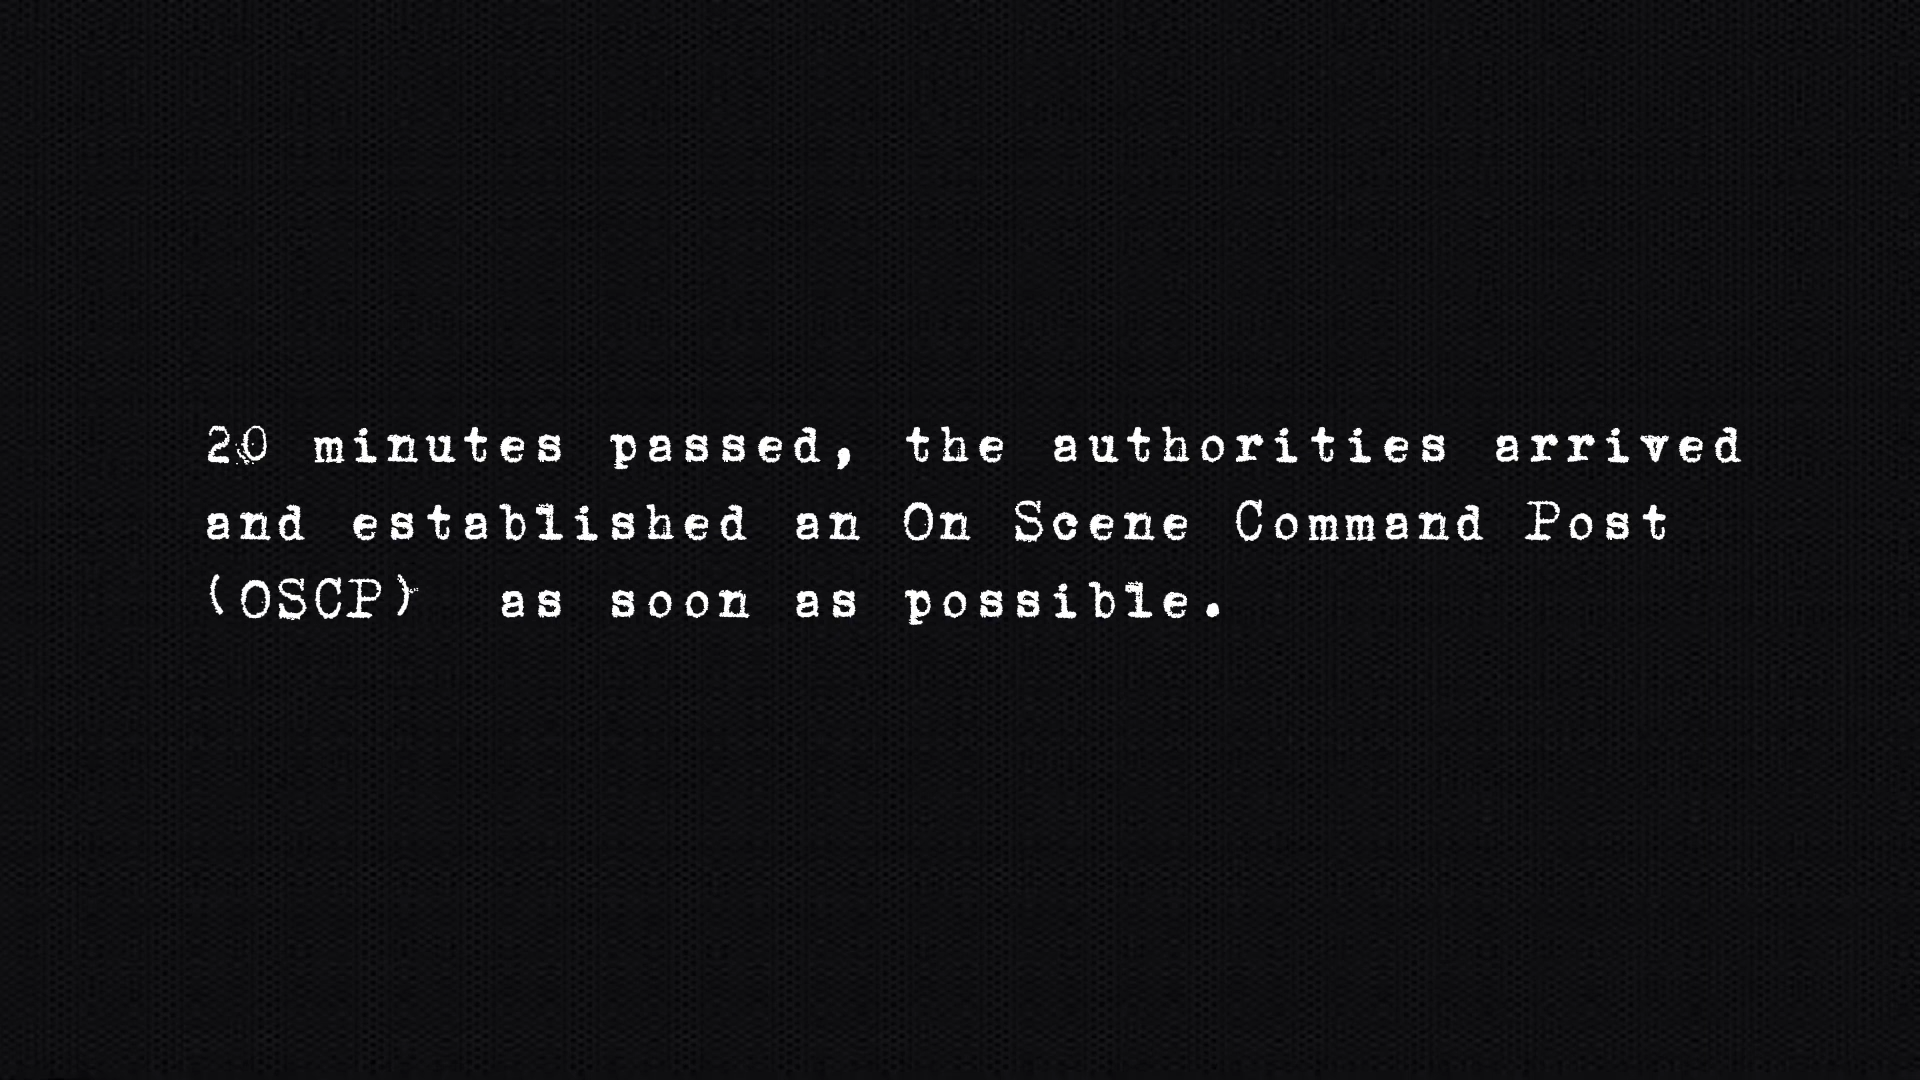 20 minutes passed, the authorities arrived
and established an On Scene Command Post
(OSCP)  as soon as possible.